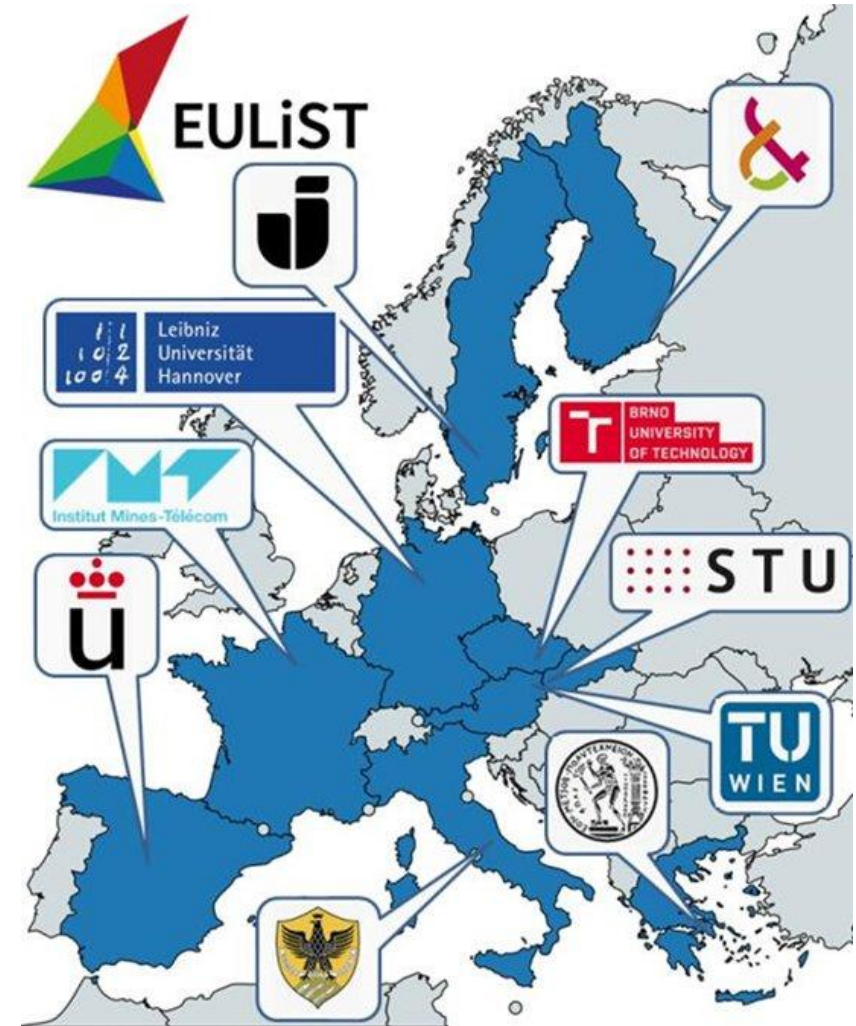 EULiST
Leibniz
Universität
Hannover
BRNO
UNIVERSITY
OF TECHNOLOGY
Institut Mines-Télécom
STU
u
TU
WIEN